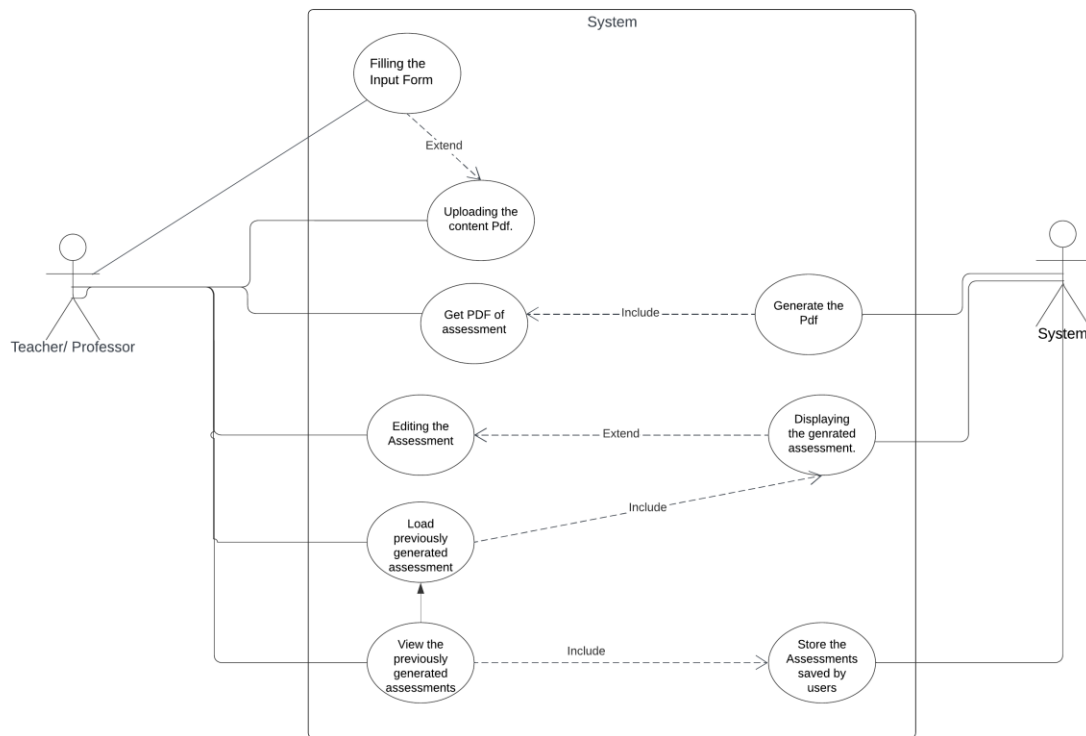 System
Filling the
Input Form
Extend
Uploading the
content Pdf.
Get PDF of
assessment
Include
Generate the
Pdf
Teacher/ Professor
System
Editing the
Assessment
Extend
Displaying
the genrated
assessment.
Include
Load
previously
generated
assessment
View the
previously
generated
assessments
Include
Store the
Assessments
saved by
users